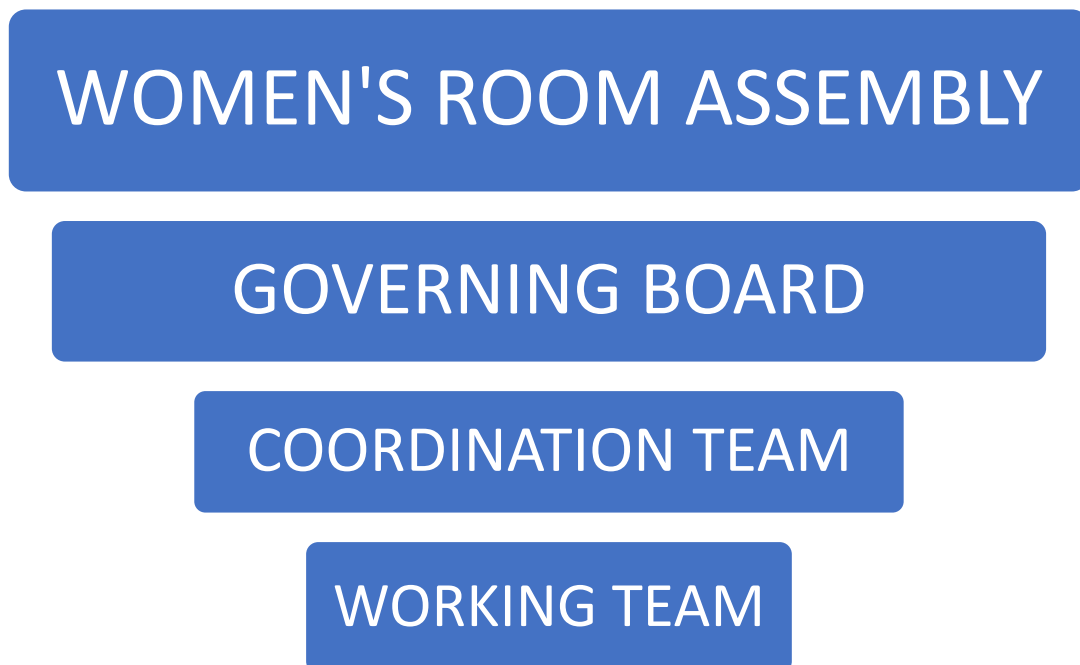 WOMEN'S ROOM ASSEMBLY
GOVERNING BOARD
COORDINATION TEAM
WORKING TEAM